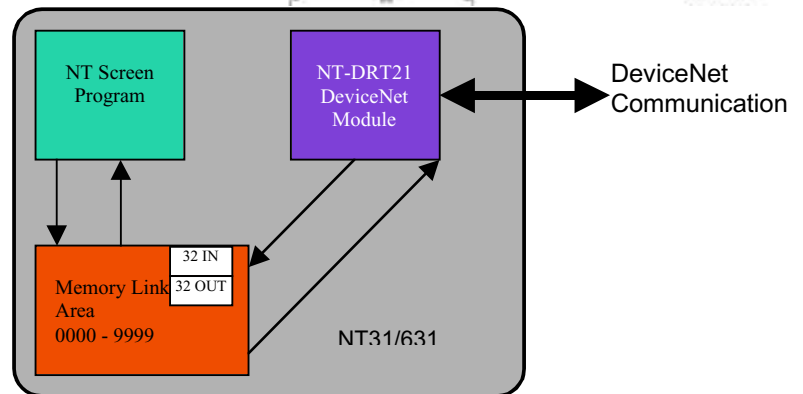 NT Screen
Program
NT-DRT21
DeviceNet
Module
DeviceNet
Communication
32 IN
32 OUT
Memory Link
Area
0000 - 9999
NT31/631